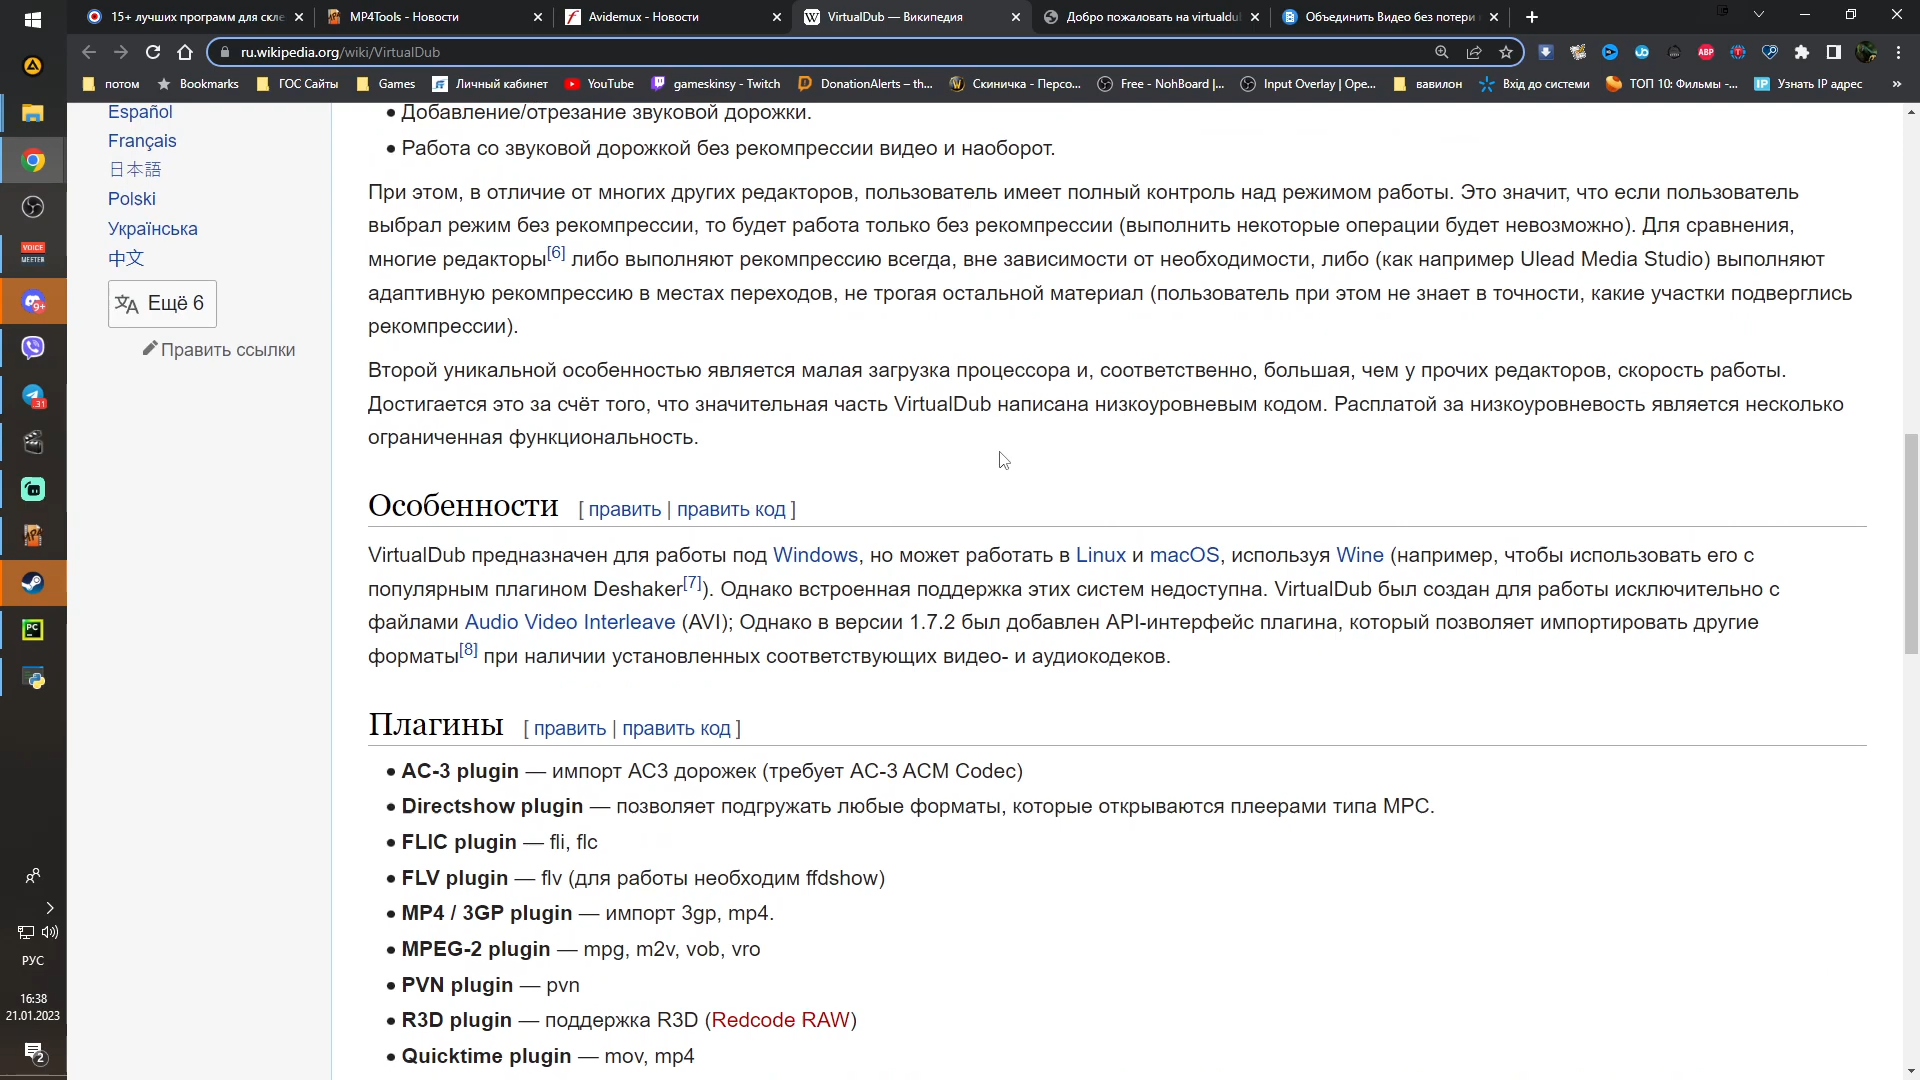 15+ лучших программ для скле
MP4Tools - Новости
Avidemux - Новости
VirtualDub — Википедия
Добро пожаловать на virtualdu
Объединить Видео без потери
ru.wikipedia.org/wiki/VirtualDub
потом
Bookmarks
ГОС Сайты
Games
Личный кабинет
YouTube
gameskinsy - Twitch
DonationAlerts – th...
Скиничка - Персо...
Free - NohBoard |...
Input Overlay | Ope...
вавилон
Вхід до системи
ТОП 10: Фильмы -...
Узнать IP адрес
Español
Français
日本語
Polski
Українська
中文
Ещё 6
Править ссылки
• Добавление/отрезание звуковой дорожки.
• Работа со звуковой дорожкой без рекомпрессии видео и наоборот.
При этом, в отличие от многих других редакторов, пользователь имеет полный контроль над режимом работы. Это значит, что если пользователь
выбрал режим без рекомпрессии, то будет работа только без рекомпрессии (выполнить некоторые операции будет невозможно). Для сравнения,
многие редакторы[6] либо выполняют рекомпрессию всегда, вне зависимости от необходимости, либо (как например Ulead Media Studio) выполняют
адаптивную рекомпрессию в местах переходов, не трогая остальной материал (пользователь при этом не знает в точности, какие участки подверглись
рекомпрессии).
Второй уникальной особенностью является малая загрузка процессора и, соответственно, большая, чем у прочих редакторов, скорость работы.
Достигается это за счёт того, что значительная часть VirtualDub написана низкоуровневым кодом. Расплатой за низкоуровневость является несколько
ограниченная функциональность.
Особенности [ править | править код ]
VirtualDub предназначен для работы под Windows, но может работать в Linux и macOS, используя Wine (например, чтобы использовать его с
популярным плагином Deshaker[7]). Однако встроенная поддержка этих систем недоступна. VirtualDub был создан для работы исключительно с
файлами Audio Video Interleave (AVI); Однако в версии 1.7.2 был добавлен API-интерфейс плагина, который позволяет импортировать другие
форматы[8] при наличии установленных соответствующих видео- и аудиокодеков.
Плагины [ править | править код ]
• AC-3 plugin — импорт AC3 дорожек (требует AC-3 ACM Codec)
• Directshow plugin — позволяет подгружать любые форматы, которые открываются плеерами типа MPC.
• FLIC plugin — fli, flc
• FLV plugin — flv (для работы необходим ffdshow)
• MP4 / 3GP plugin — импорт 3gp, mp4.
• MPEG-2 plugin — mpg, m2v, vob, vro
• PVN plugin — pvn
• R3D plugin — поддержка R3D (Redcode RAW)
• Quicktime plugin — mov, mp4
VOICE
MEETER
9+
31
MP4
PC
РУС
16:38
21.01.2023
2
ABP
IP